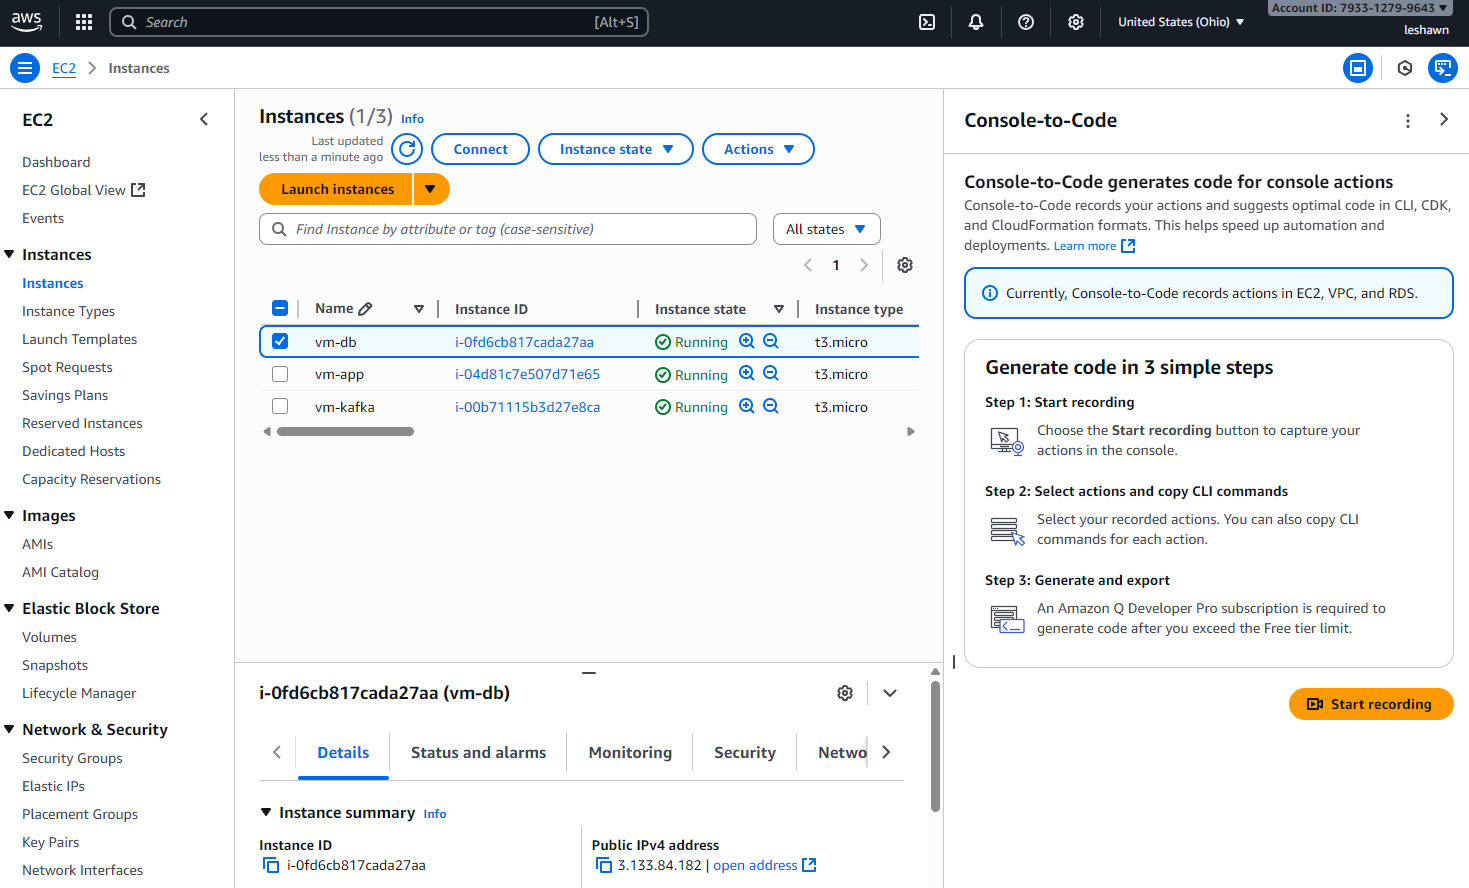 aws
Search [Alt+S]
United States (Ohio)
Account ID: 7933-1279-9643
leshawn
EC2 Instances
EC2
Dashboard
EC2 Global View
Events
Instances
Instances
Instance Types
Launch Templates
Spot Requests
Savings Plans
Reserved Instances
Dedicated Hosts
Capacity Reservations
Images
AMIs
AMI Catalog
Elastic Block Store
Volumes
Snapshots
Lifecycle Manager
Network & Security
Security Groups
Elastic IPs
Placement Groups
Key Pairs
Network Interfaces
Instances (1/3) Info
Last updated
less than a minute ago
Connect Instance state Actions
Launch instances
Find Instance by attribute or tag (case-sensitive) All states
1
Name Instance ID Instance state Instance type
vm-db i-0fd6cb817cada27aa Running t3.micro
vm-app i-04d81c7e507d71e65 Running t3.micro
vm-kafka i-00b71115b3d27e8ca Running t3.micro
i-0fd6cb817cada27aa (vm-db)
Details Status and alarms Monitoring Security Netwo
Instance summary Info
Instance ID
i-0fd6cb817cada27aa
Public IPv4 address
3.133.84.182 | open address
Console-to-Code
Console-to-Code generates code for console actions
Console-to-Code records your actions and suggests optimal code in CLI, CDK,
and CloudFormation formats. This helps speed up automation and
deployments. Learn more
Currently, Console-to-Code records actions in EC2, VPC, and RDS.
Generate code in 3 simple steps
Step 1: Start recording
Choose the Start recording button to capture your
actions in the console.
Step 2: Select actions and copy CLI commands
Select your recorded actions. You can also copy CLI
commands for each action.
Step 3: Generate and export
An Amazon Q Developer Pro subscription is required to
generate code after you exceed the Free tier limit.
Start recording